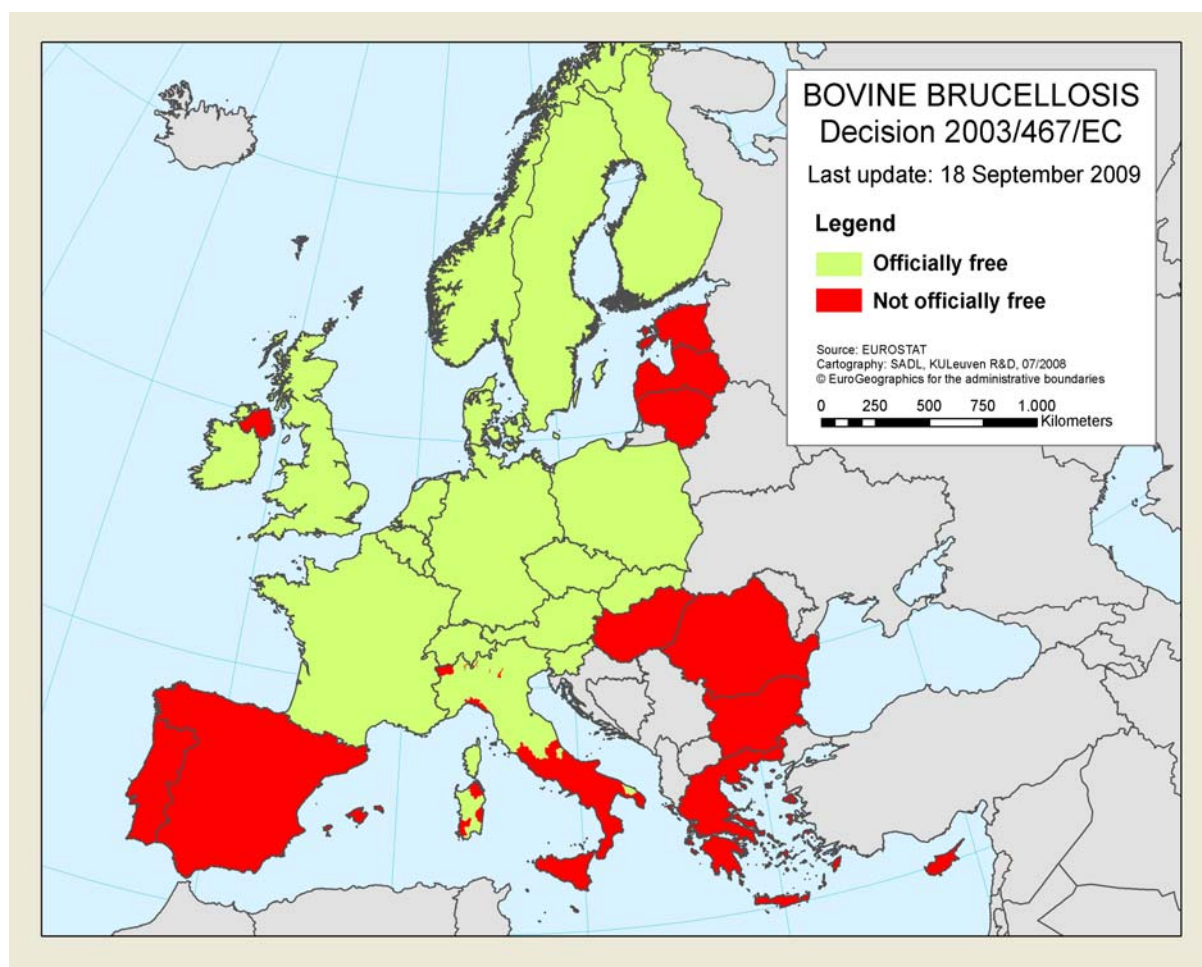 BOVINE BRUCELLOSIS
Decision 2003/467/EC
Last update: 18 September 2009
Legend
Officially free
Not officially free
Source: EUROSTAT
Cartography: SADL, KULeuven R&D, 07/2008
© EuroGeographics for the administrative boundaries
0 250 500 750 1.000
Kilometers